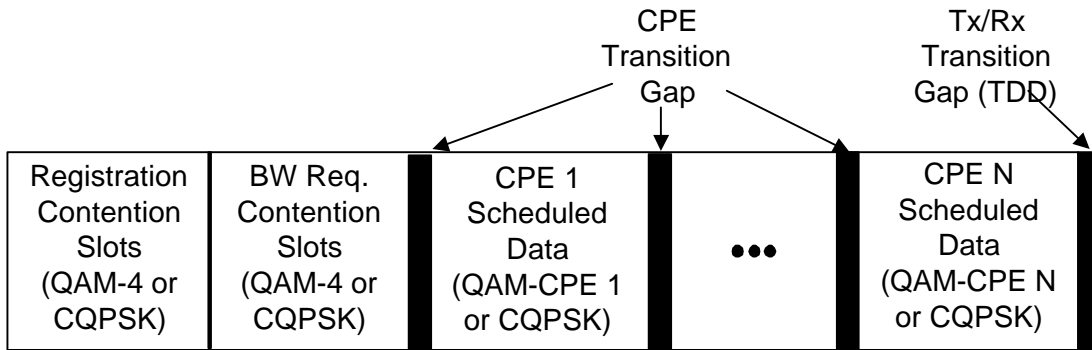 CPE
Transition
Gap
Tx/Rx
Transition
Gap (TDD)
Registration
Contention
Slots
(QAM-4 or
CQPSK)
BW Req.
Contention
Slots
(QAM-4 or
CQPSK)
CPE 1
Scheduled
Data
(QAM-CPE 1
or CQPSK)
•••
CPE N
Scheduled
Data
(QAM-CPE N
or CQPSK)